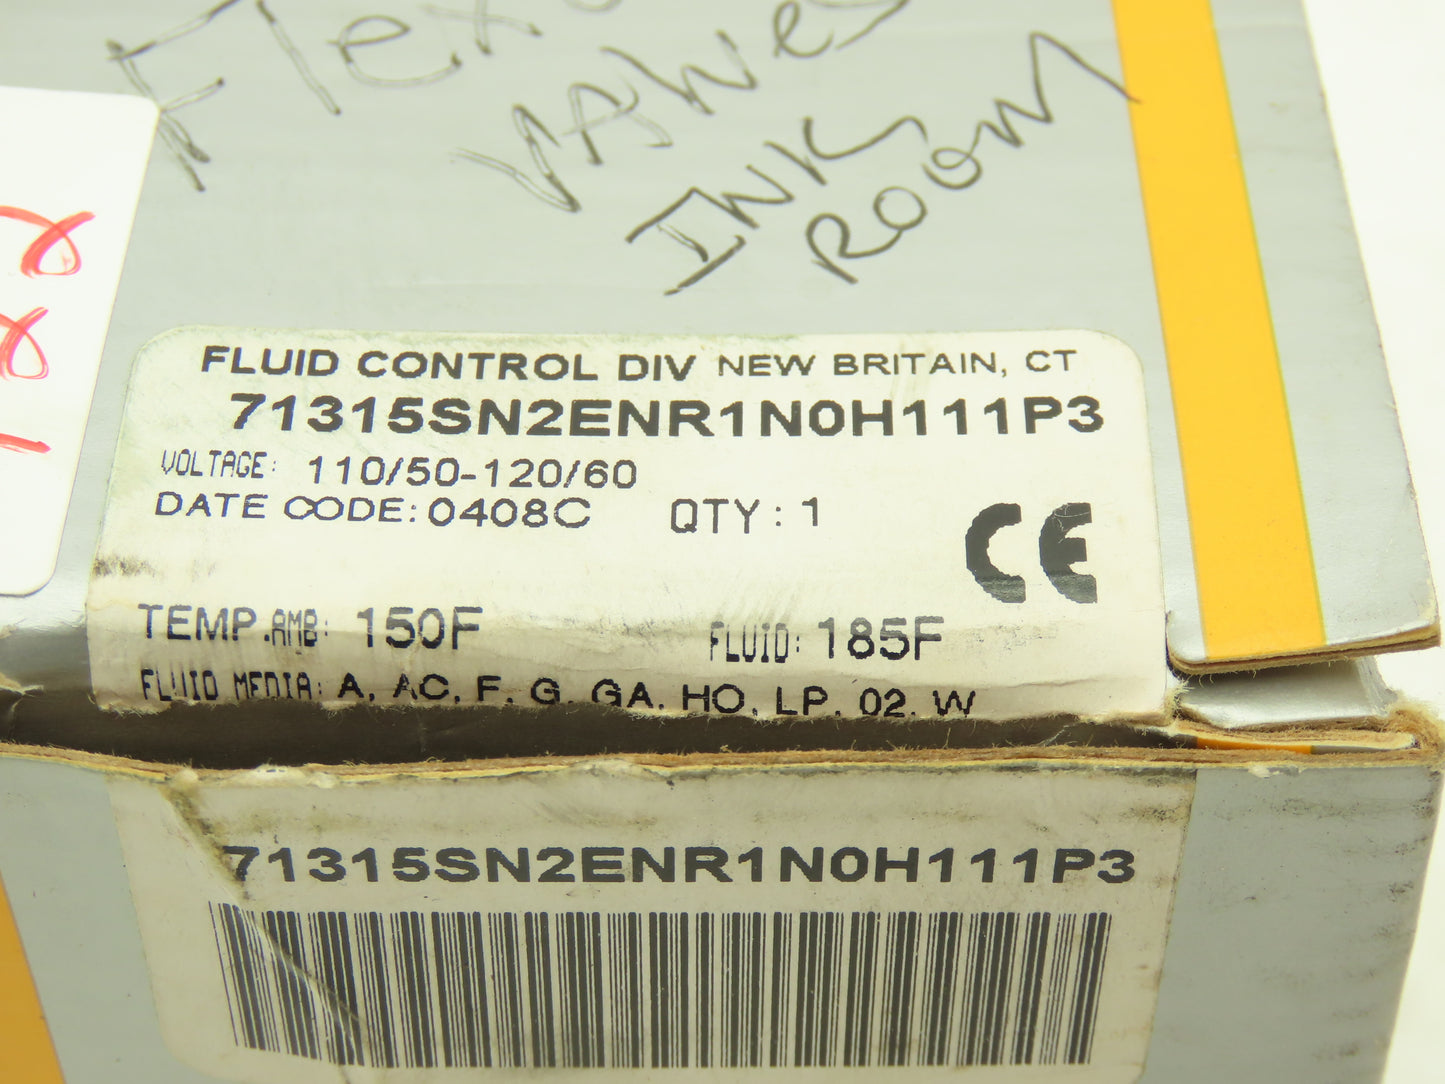 VALVES
INK
ROOM
FLUID CONTROL DIV NEW BRITAIN, CT
71315SN2ENR1N0H111P3
VOLTAGE: 110/50-120/60
DATE CODE: 0408C QTY: 1
CE
TEMP.AMB: 150F FLUID: 185F
FLUID MEDIA: A, AC, F, G, GA, HO, LP, 02, W
71315SN2ENR1N0H111P3